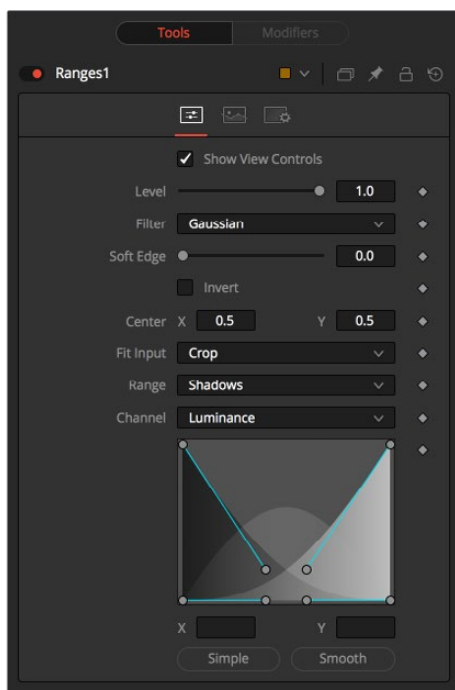 Tools Modifiers
Ranges1
Show View Controls
Level 1.0
Filter Gaussian
Soft Edge 0.0
Invert
Center X 0.5 Y 0.5
Fit Input Crop
Range Shadows
Channel Luminance
X Y
Simple Smooth